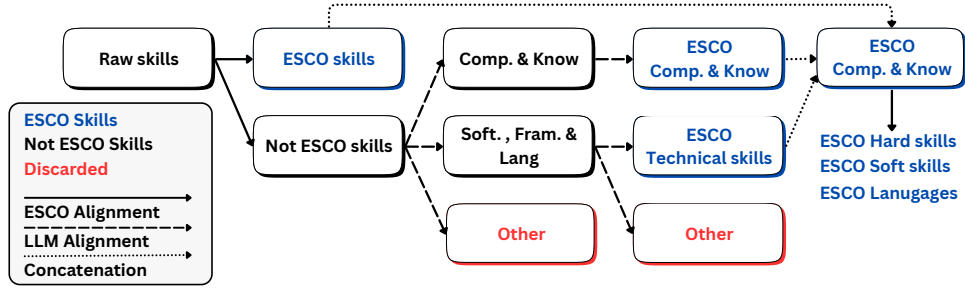 Raw skills
ESCO skills
Comp. & Know
ESCO
Comp. & Know
ESCO
Comp. & Know
Not ESCO skills
Soft. , Fram. &
Lang
ESCO
Technical skills
Other
Other
ESCO Hard skills
ESCO Soft skills
ESCO Lanugages
ESCO Skills
Not ESCO Skills
Discarded
ESCO Alignment
LLM Alignment
Concatenation